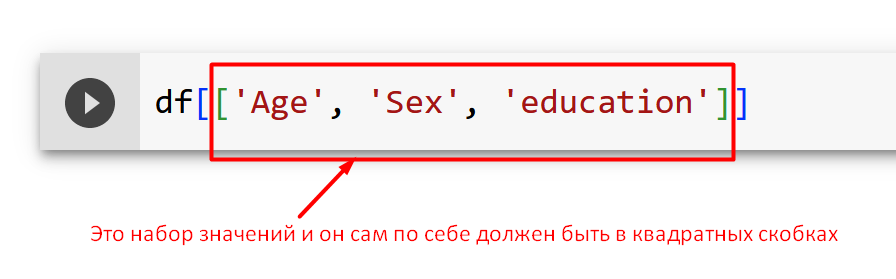 df[['Age', 'Sex', 'education']]
Это набор значений и он сам по себе должен быть в квадратных скобках